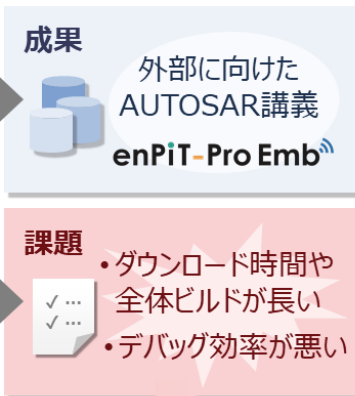 成果
外部に向けた
AUTOSAR講義
enPiT-Pro Emb
課題
•ダウンロード時間や
全体ビルドが長い
•デバッグ効率が悪い